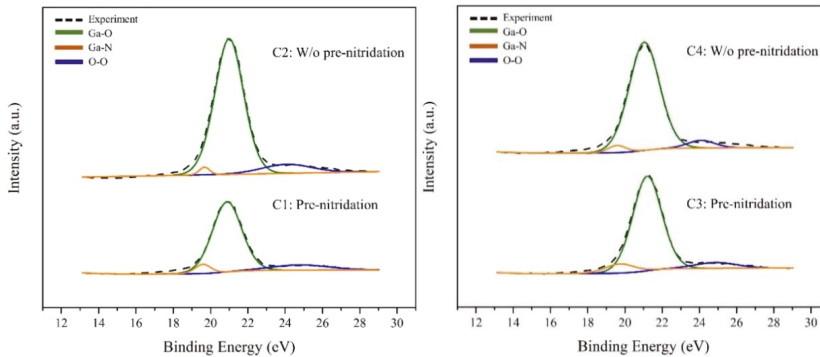 Experiment
Ga-O
Ga-N
O-O
C2: W/o pre-nitridation
C1: Pre-nitridation
Intensity (a.u.)
12 14 16 18 20 22 24 26 28 30
Binding Energy (eV)
Experiment
Ga-O
Ga-N
O-O
C4: W/o pre-nitridation
C3: Pre-nitridation
Intensity (a.u.)
12 14 16 18 20 22 24 26 28 30
Binding Energy (eV)